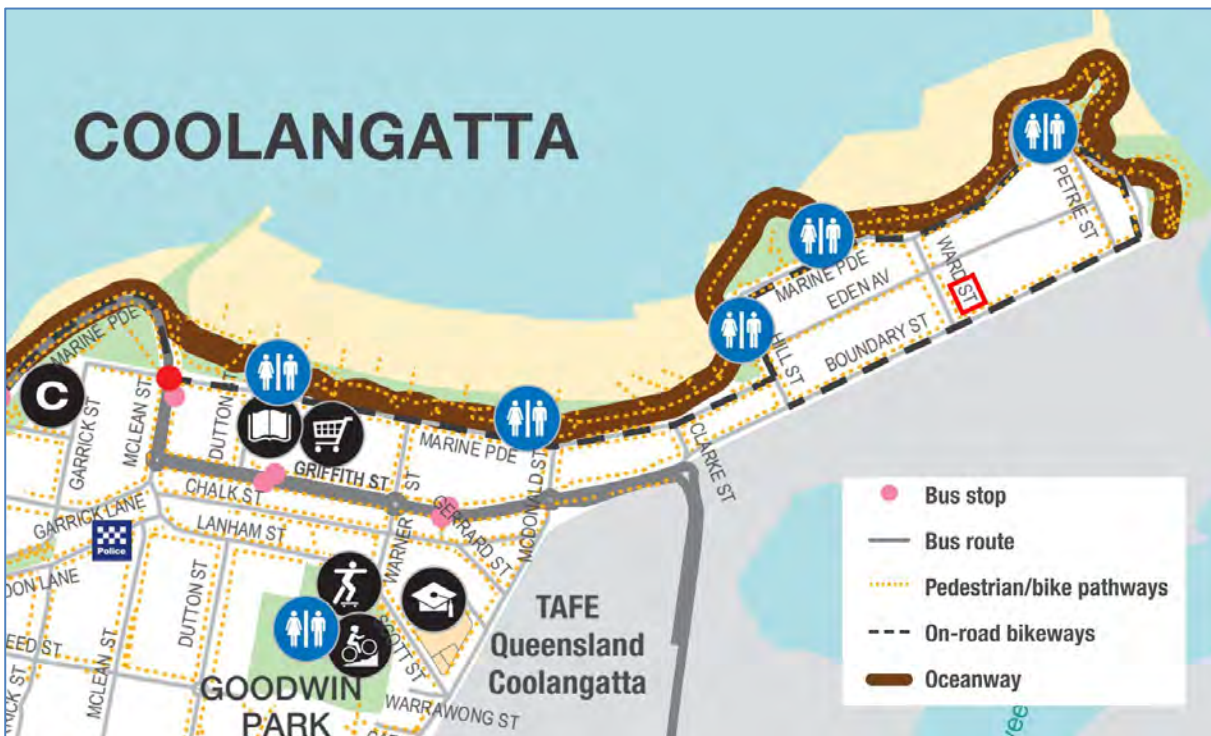 COOLANGATTA
PETRIE ST
WARD ST
MARINE PDE
EDEN AV
BOUNDARY ST
HILL ST
MARINE PDE
C
GARRICK ST
MCLEAN ST
DUTTON ST
MARINE PDE
GRIFFITH ST
CHALK ST
GARRICK LANE
LANHAM ST
WARNER ST
GERRARD ST
MCDONALD ST
CLARKE ST
Police
DON LANE
DUTTON ST
MCLEAN ST
EED ST
SCOTT ST
TAFE
Queensland
Coolangatta
GOODWIN
PARK
WARRAWONG ST
Bus stop
Bus route
Pedestrian/bike pathways
On-road bikeways
Oceanway